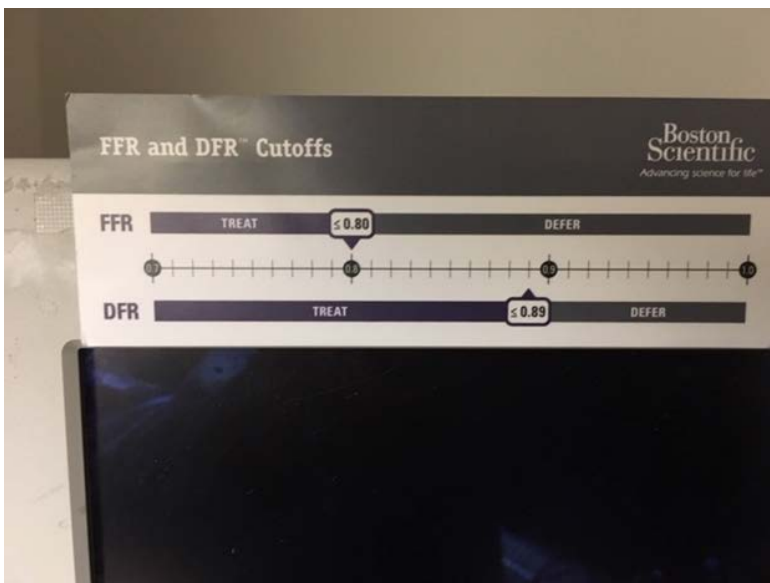 FFR and DFR™ Cutoffs
Boston
Scientific
Advancing science for life™
FFR TREAT ≤ 0.80 DEFER
0.7 0.8 0.9 1.0
DFR TREAT ≤ 0.89 DEFER